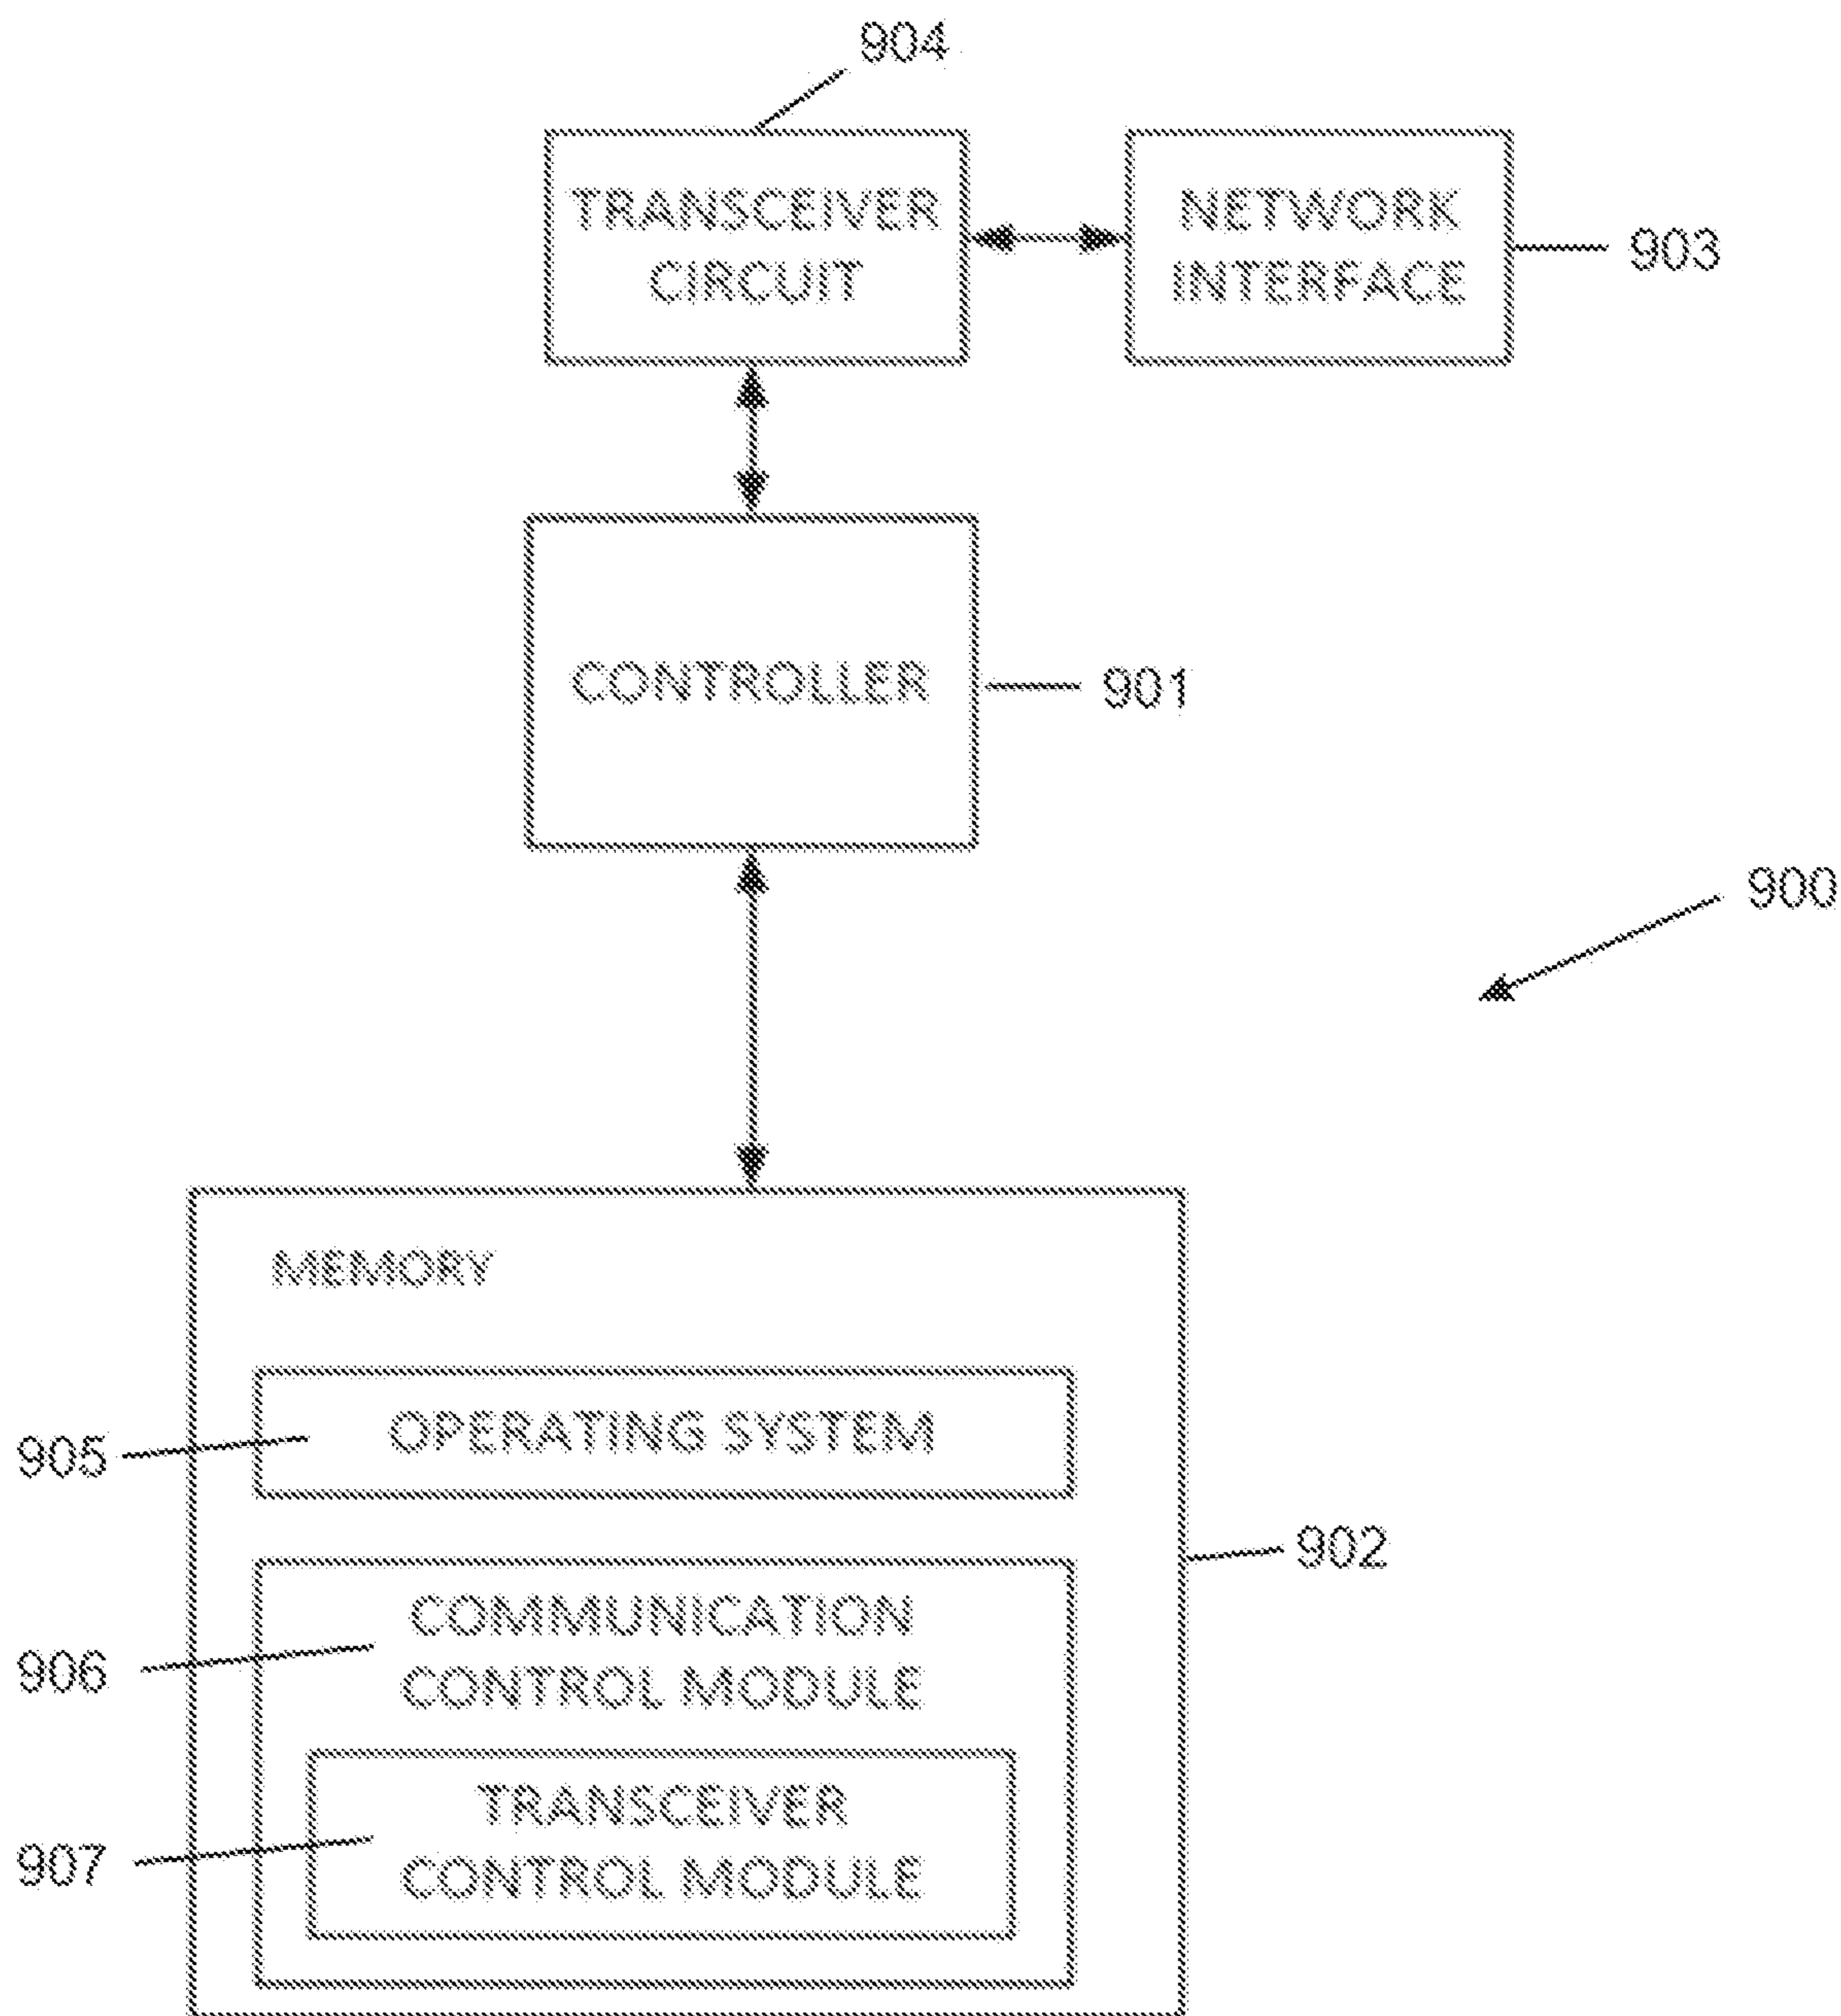 904
TRANSCEIVER
CIRCUIT
NETWORK
INTERFACE
903
CONTROLLER
901
900
MEMORY
OPERATING SYSTEM
905
902
COMMUNICATION
CONTROL MODULE
906
TRANSCEIVER
CONTROL MODULE
907